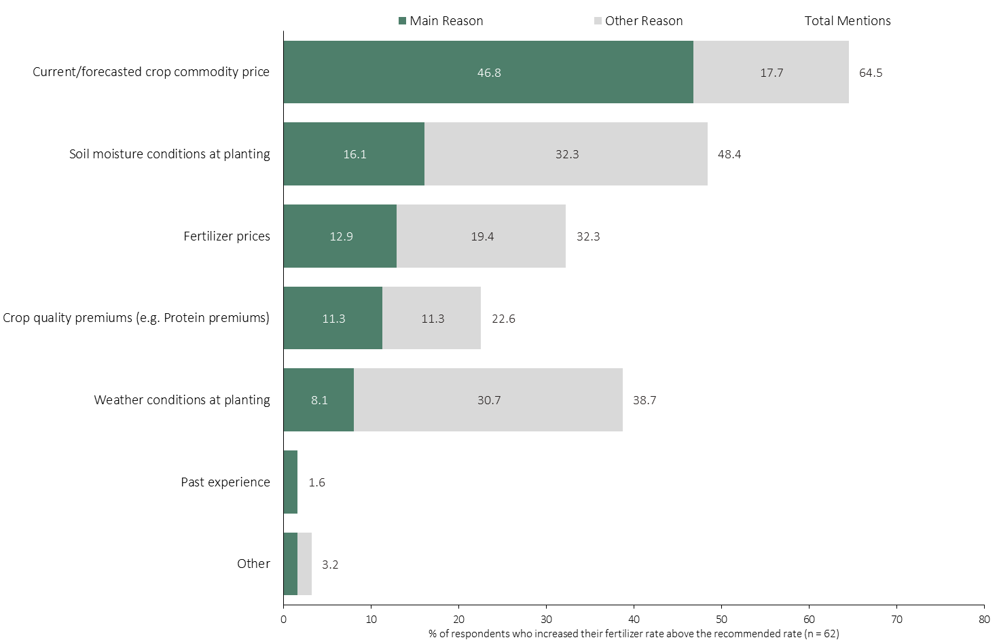 Main Reason Other Reason Total Mentions
Current/forecasted crop commodity price 46.8 17.7 64.5
Soil moisture conditions at planting 16.1 32.3 48.4
Fertilizer prices 12.9 19.4 32.3
Crop quality premiums (e.g. Protein premiums) 11.3 11.3 22.6
Weather conditions at planting 8.1 30.7 38.7
Past experience 1.6
Other 3.2
0 10 20 30 40 50 60 70 80
% of respondents who increased their fertilizer rate above the recommended rate (n = 62)